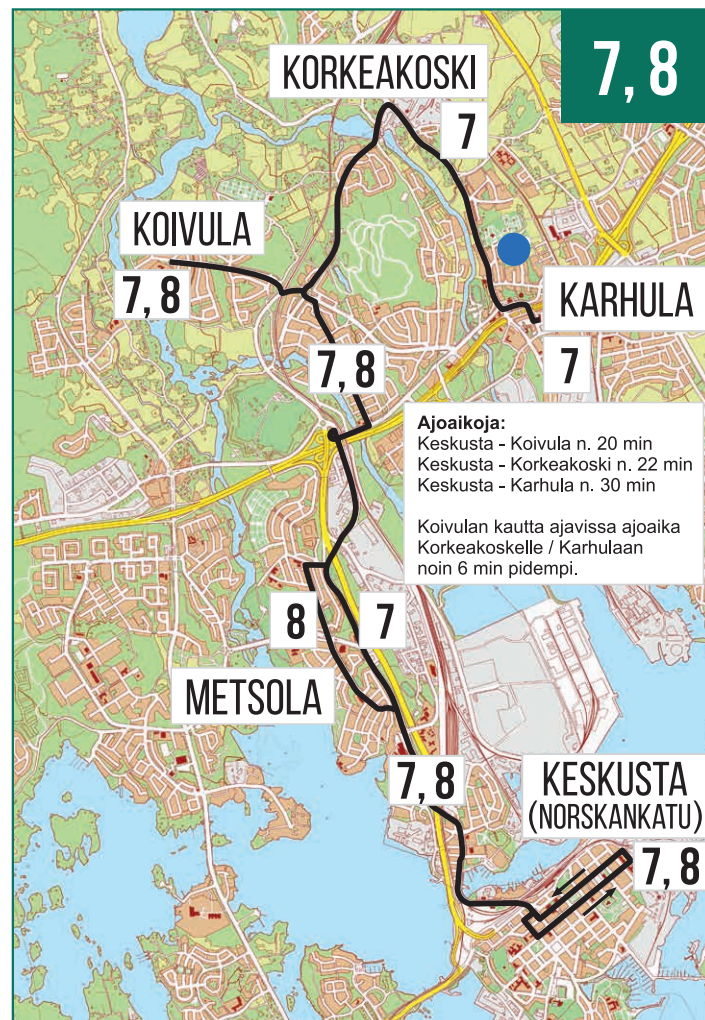 7, 8
KORKEAKOSKI
7
KOIVULA
7, 8
KARHULA
7
7, 8
Ajoaikoja:
Keskusta - Koivula n. 20 min
Keskusta - Korkeakoski n. 22 min
Keskusta - Karhula n. 30 min
Koivulan kautta ajavissa ajoaika
Korkeakoskelle / Karhulaan
noin 6 min pidempi.
8
7
METSOLA
7, 8
KESKUSTA
(NORSKANKATU)
7, 8